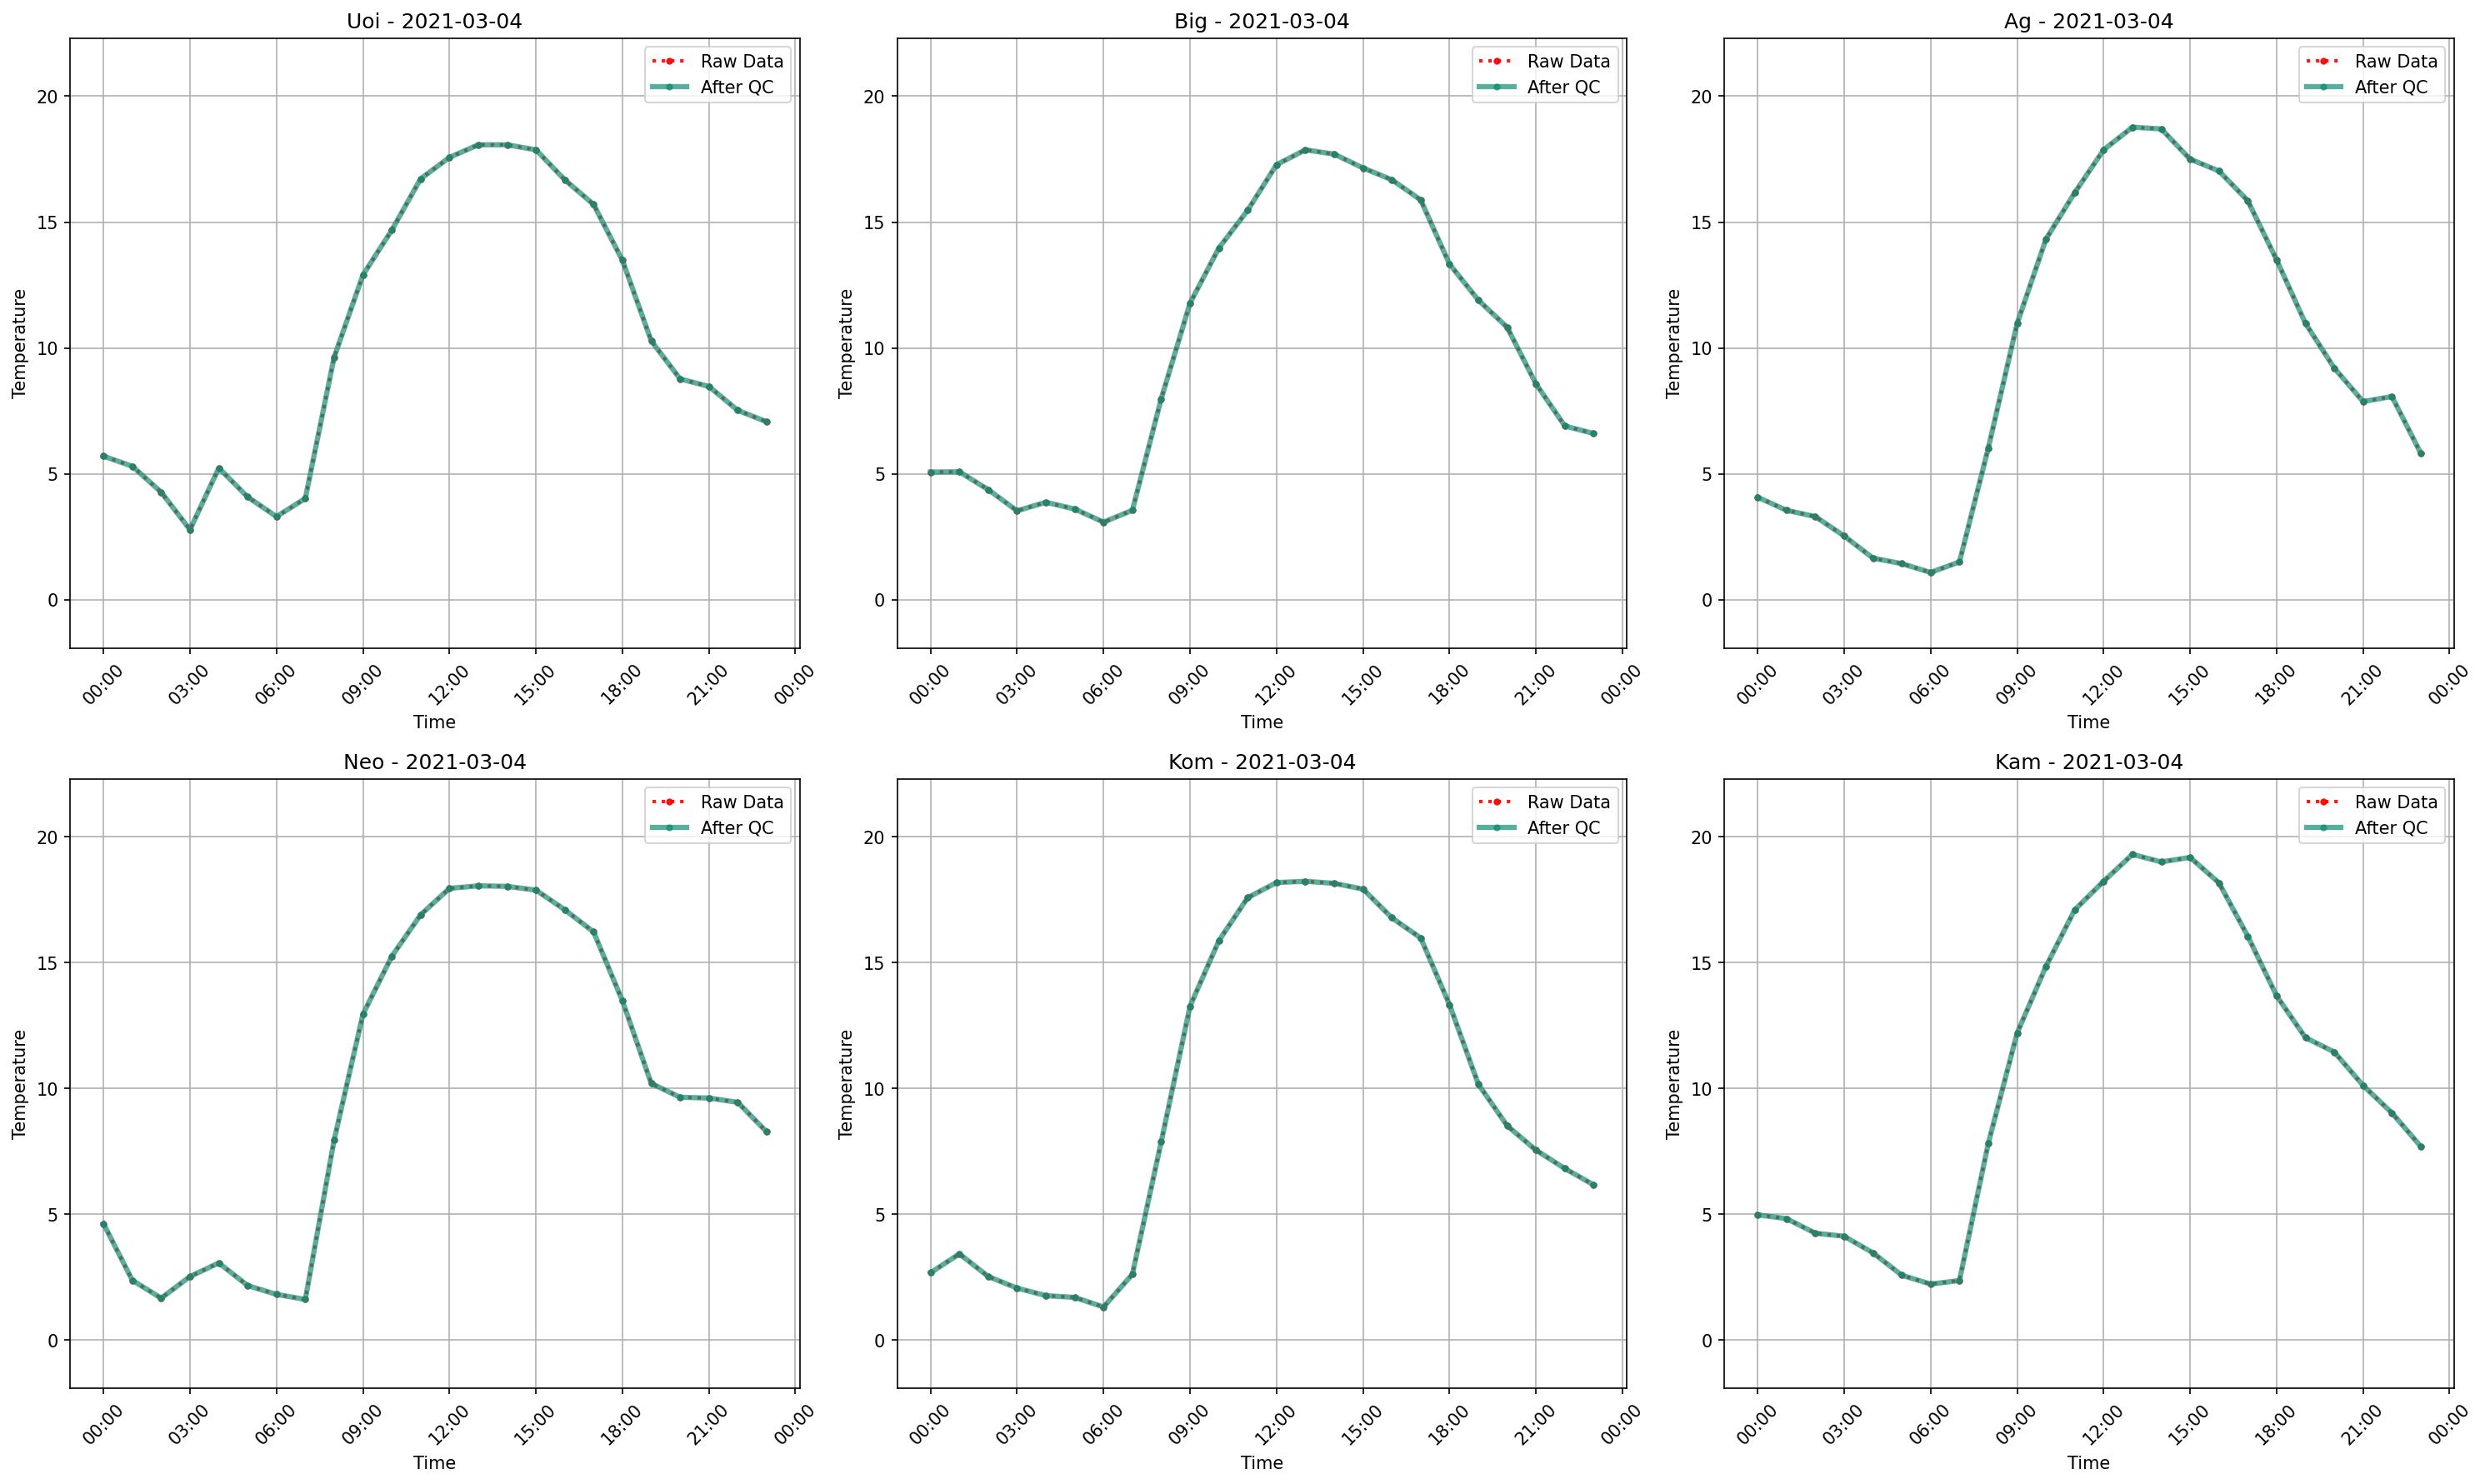 Uoi - 2021-03-04
Raw Data
After QC
20
15
10
5
0
Temperature
00:00
03:00
06:00
09:00
12:00
15:00
18:00
21:00
00:00
Time
Big - 2021-03-04
Raw Data
After QC
20
15
10
5
0
Temperature
00:00
03:00
06:00
09:00
12:00
15:00
18:00
21:00
00:00
Time
Ag - 2021-03-04
Raw Data
After QC
20
15
10
5
0
Temperature
00:00
03:00
06:00
09:00
12:00
15:00
18:00
21:00
00:00
Time
Neo - 2021-03-04
Raw Data
After QC
20
15
10
5
0
Temperature
00:00
03:00
06:00
09:00
12:00
15:00
18:00
21:00
00:00
Time
Kom - 2021-03-04
Raw Data
After QC
20
15
10
5
0
Temperature
00:00
03:00
06:00
09:00
12:00
15:00
18:00
21:00
00:00
Time
Kam - 2021-03-04
Raw Data
After QC
20
15
10
5
0
Temperature
00:00
03:00
06:00
09:00
12:00
15:00
18:00
21:00
00:00
Time